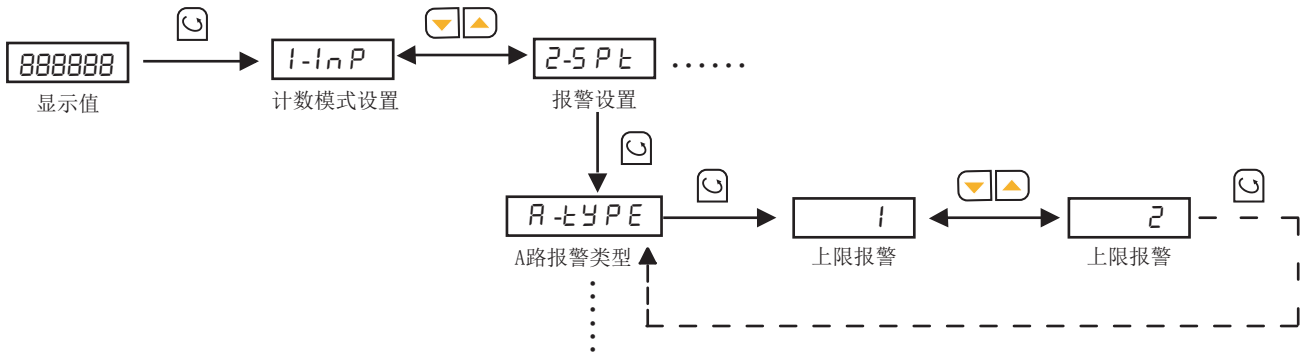 888888
显示值
1-InP
计数模式设置
2-SPt
报警设置
A-tYPE
A路报警类型
1
上限报警
2
上限报警